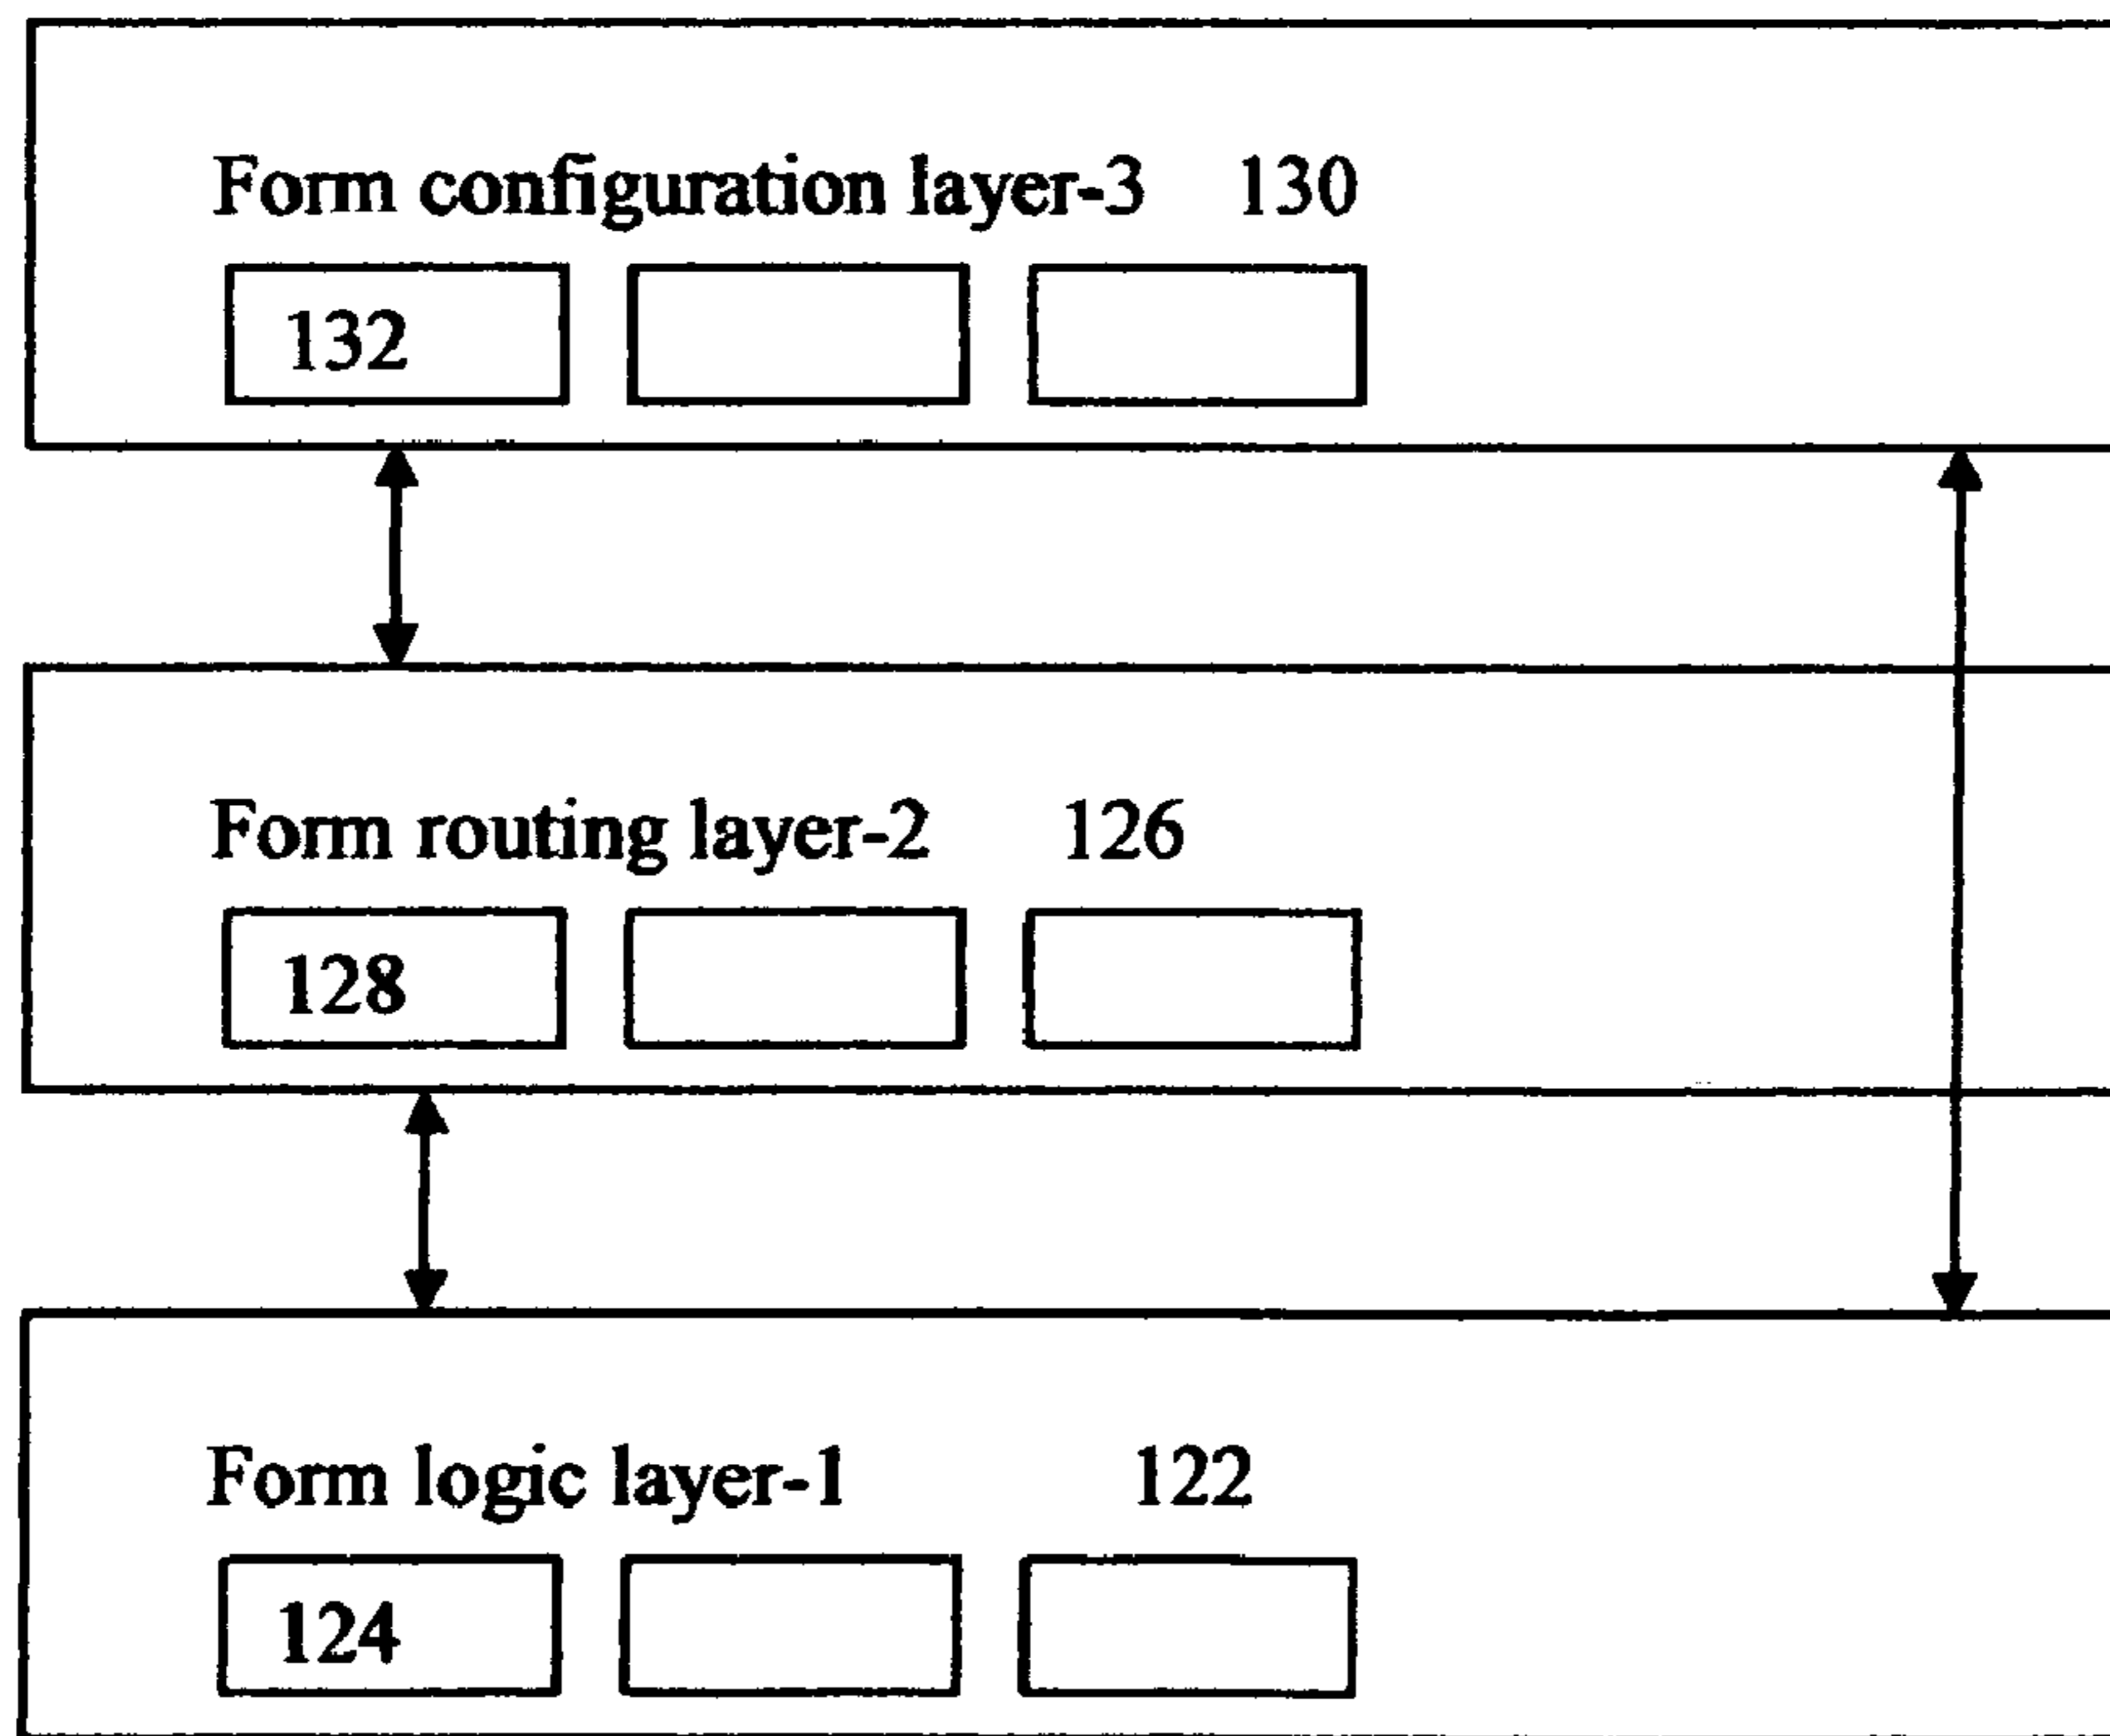 Form configuration layer-3 130
132
Form routing layer-2 126
128
Form logic layer-1 122
124